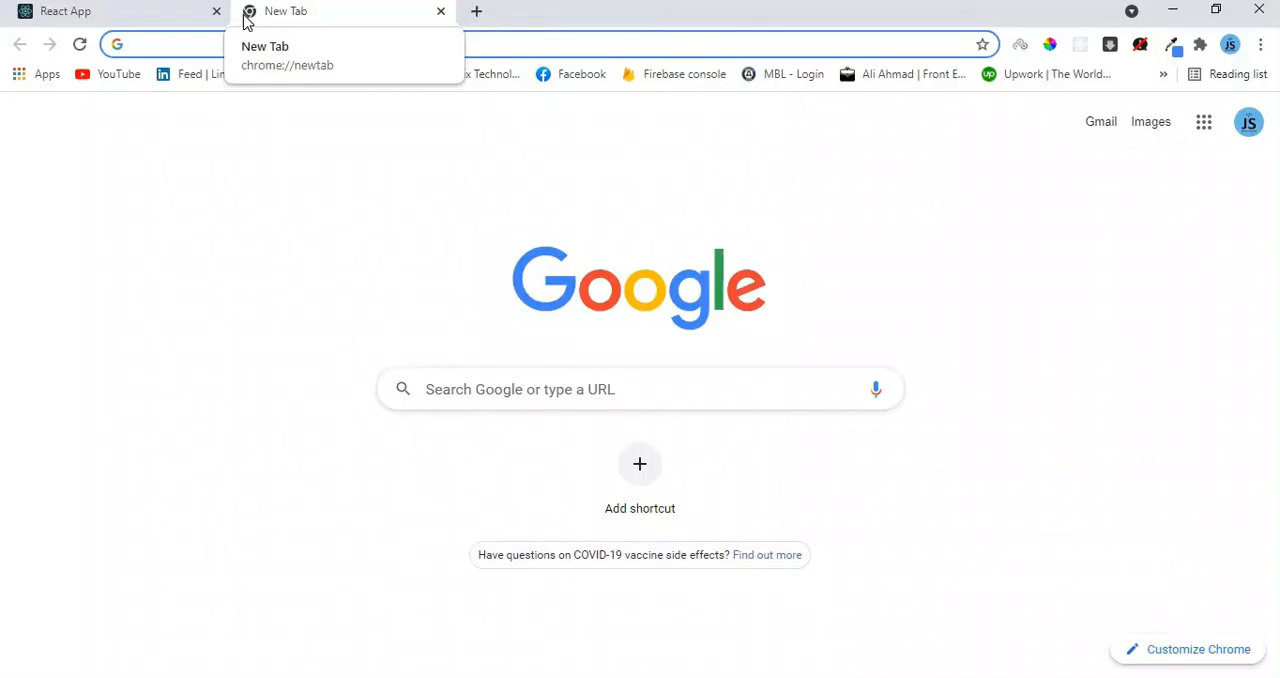 React App
New Tab
New Tab
chrome://newtab
Apps
YouTube
Feed | Lin
x Technol...
Facebook
Firebase console
MBL - Login
Ali Ahmad | Front E...
Upwork | The World...
»
Reading list
Gmail
Images
JS
JS
Google
Search Google or type a URL
Add shortcut
Have questions on COVID-19 vaccine side effects? Find out more
Customize Chrome